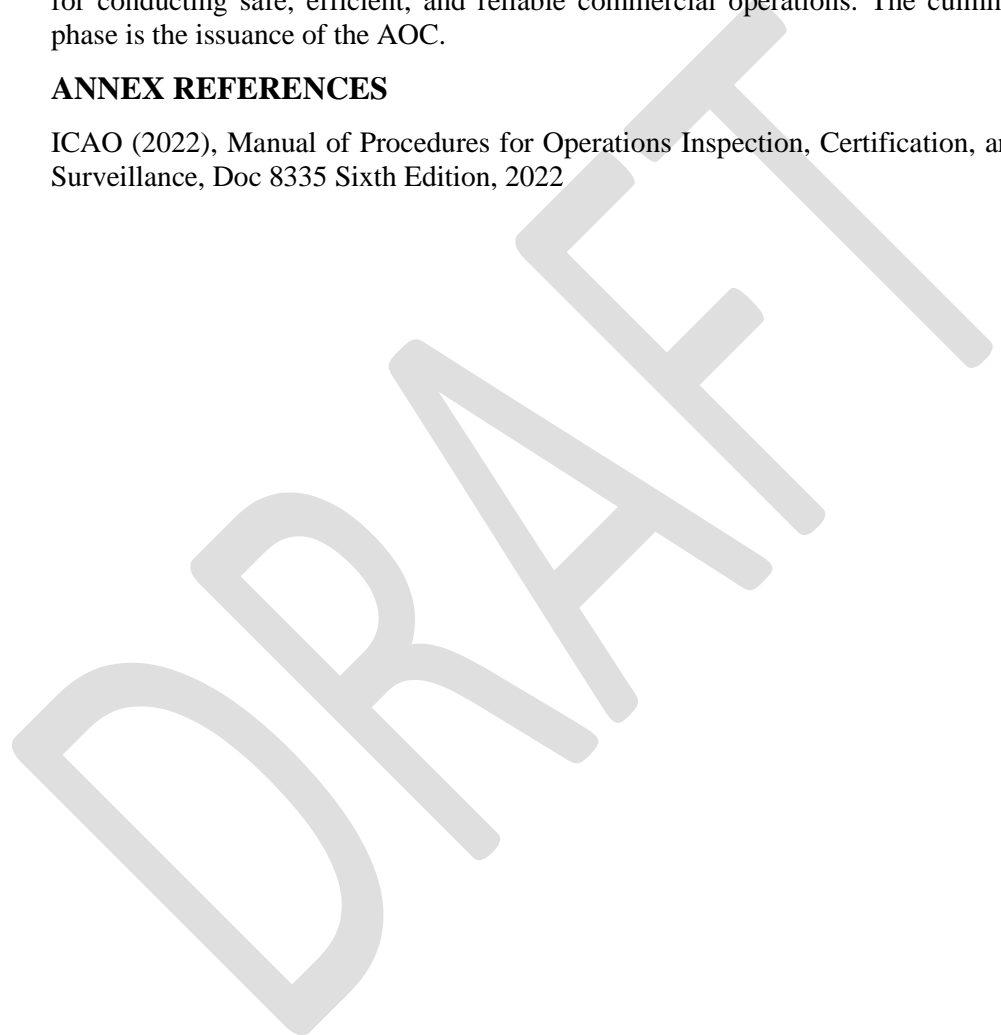 for conducting safe, efficient, and reliable commercial operations. The
phase is the issuance of the AOC.
ANNEX REFERENCES
ICAO (2022), Manual of Procedures for Operations Inspection, Certification,
Surveillance, Doc 8335 Sixth Edition, 2022
DRAFT